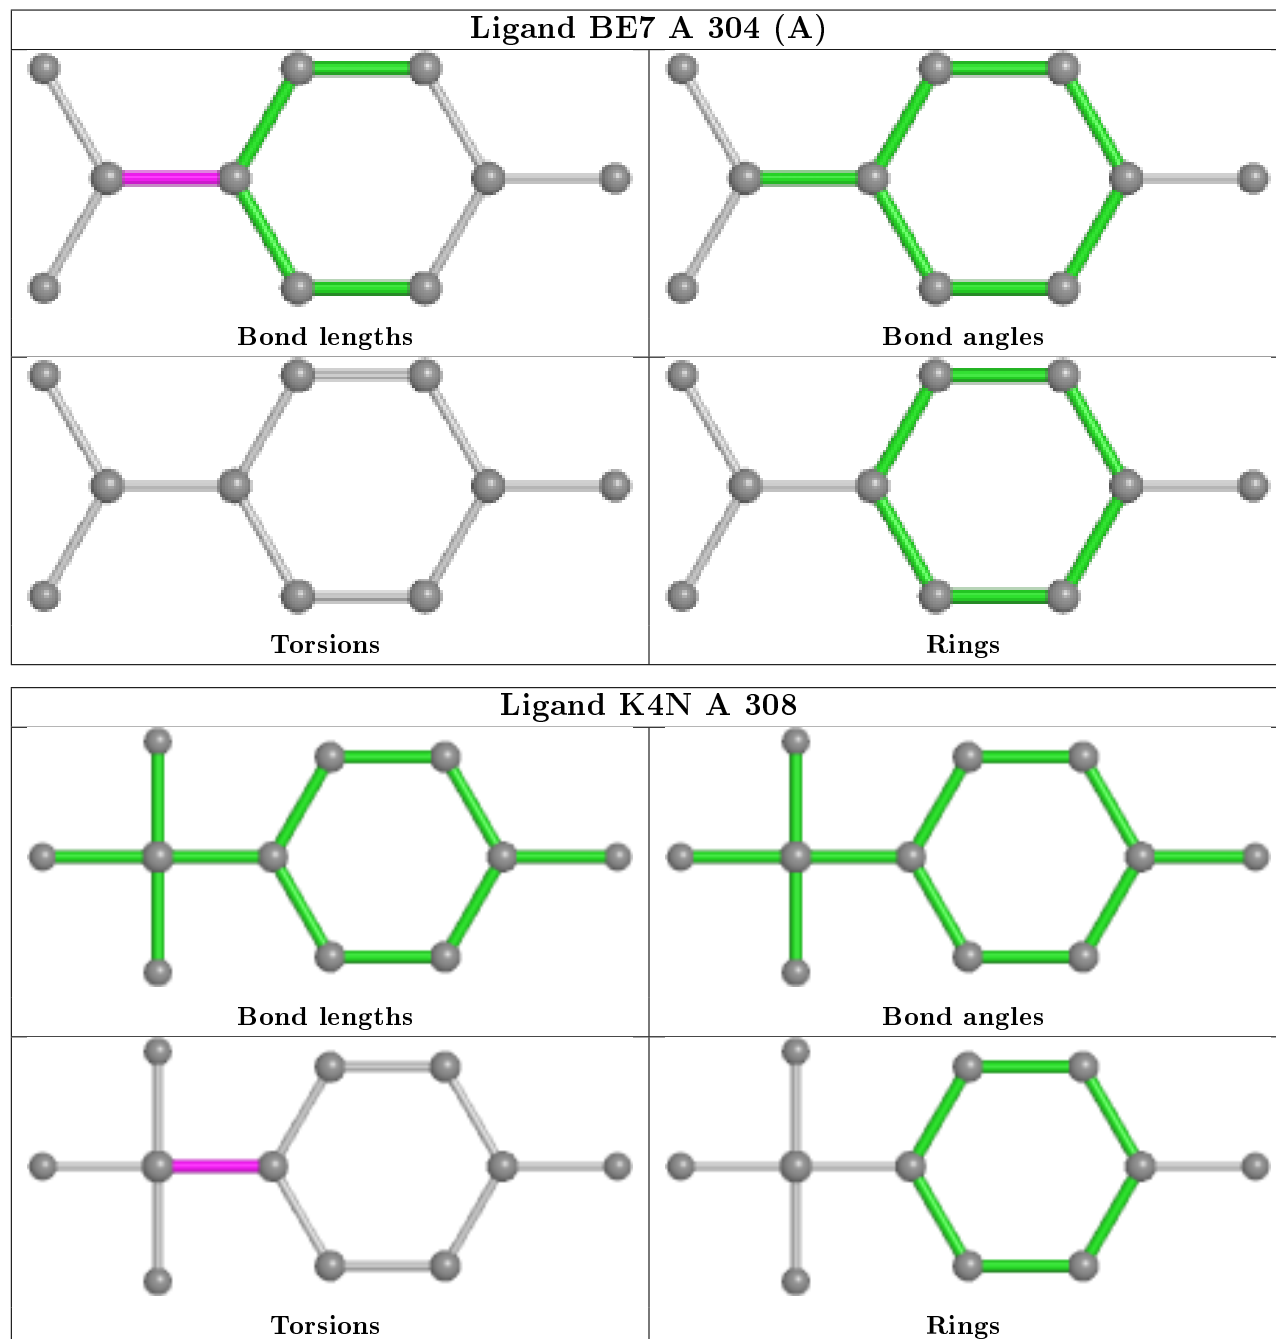 Ligand BE7 A 304 (A)
Bond lengths
Bond angles
Torsions
Rings
Ligand K4N A 308
Bond lengths
Bond angles
Torsions
Rings